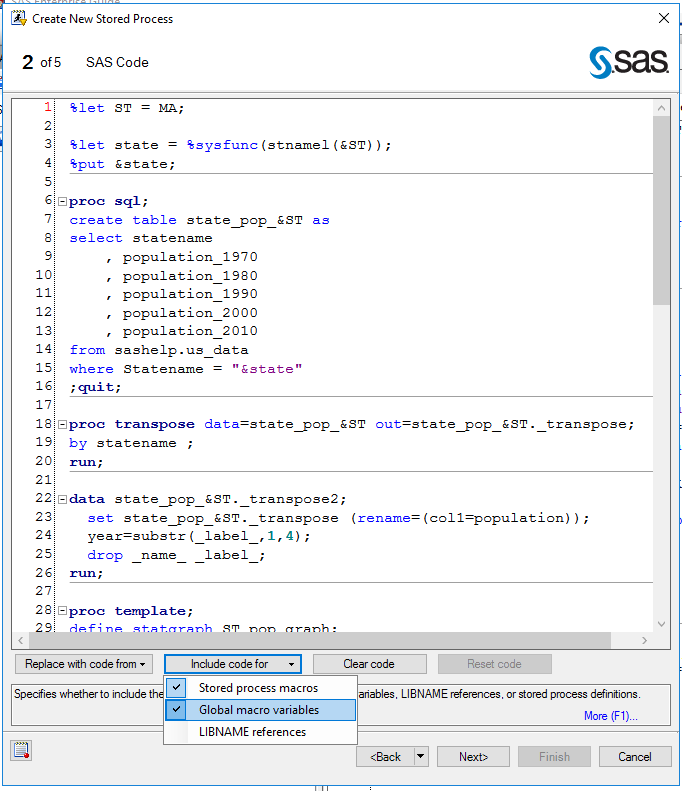 SAS Enterprise Guide
Create New Stored Process
2 of 5 SAS Code
sas
1 %let ST = MA;
2
3 %let state = %sysfunc(stnamel(&ST));
4 %put &state;
5
6 proc sql;
7 create table state_pop_&ST as
8 select statename
9 , population_1970
10 , population_1980
11 , population_1990
12 , population_2000
13 , population_2010
14 from sashelp.us_data
15 where Statename = "&state"
16 ;quit;
17
18 proc transpose data=state_pop_&ST out=state_pop_&ST._transpose;
19 by statename ;
20 run;
21
22 data state_pop_&ST._transpose2;
23 set state_pop_&ST._transpose (rename=(col1=population));
24 year=substr(_label_,1,4);
25 drop _name_ _label_;
26 run;
27
28 proc template;
29 define statgraph ST_pop_graph;
Replace with code from Include code for Clear code Reset code
Specifies whether to include the ariables, LIBNAME references, or stored process definitions.
Stored process macros
Global macro variables
LIBNAME references
More (F1)...
<Back Next> Finish Cancel